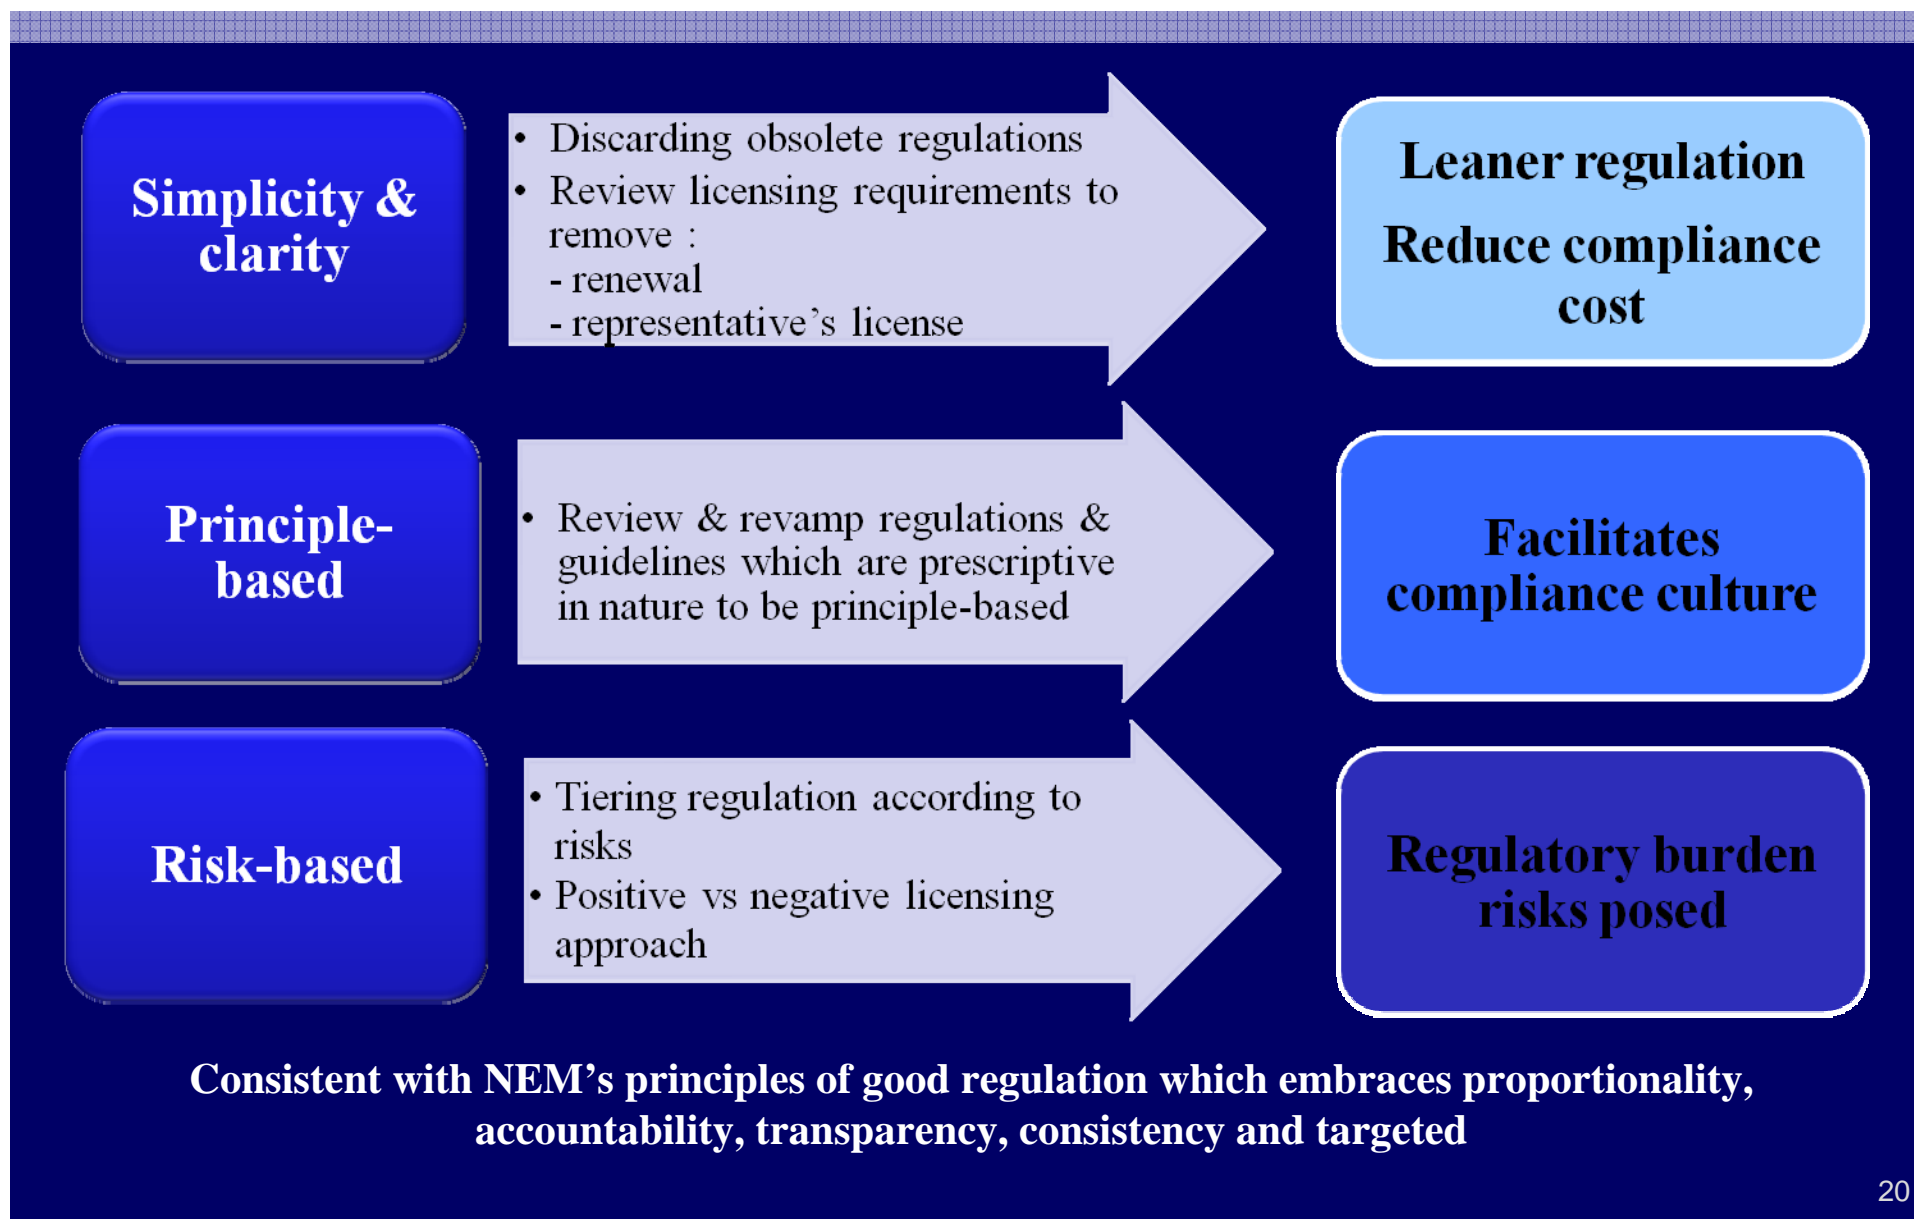 Simplicity &
clarity
• Discarding obsolete regulations
• Review licensing requirements to
remove :
- renewal
- representative’s license
Leaner regulation
Reduce compliance
cost
Principle-
based
• Review & revamp regulations &
guidelines which are prescriptive
in nature to be principle-based
Facilitates
compliance culture
Risk-based
• Tiering regulation according to
risks
• Positive vs negative licensing
approach
Regulatory burden
risks posed
Consistent with NEM’s principles of good regulation which embraces proportionality,
accountability, transparency, consistency and targeted
20